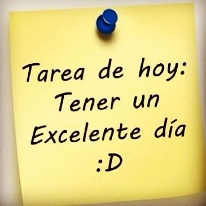 Tarea de hoy:
Tener un
Excelente día
:D